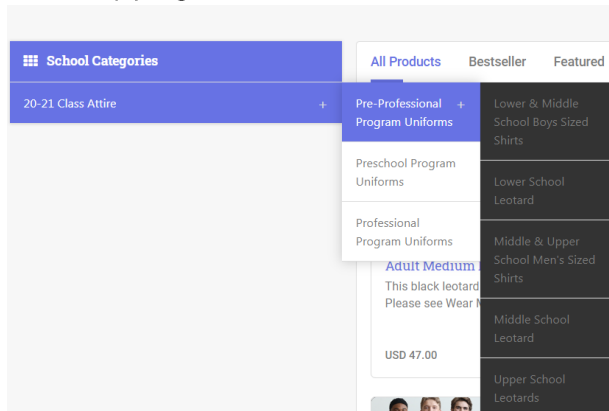 School Categories
All Products Bestseller Featured
20-21 Class Attire +
Pre-Professional +
Program Uniforms
Preschool Program
Uniforms
Professional
Program Uniforms
Lower & Middle
School Boys Sized
Shirts
Lower School
Leotard
Middle & Upper
School Men's Sized
Shirts
Middle School
Leotard
Upper School
Leotards
Adult Medium
This black leotard
Please see Wear
USD 47.00